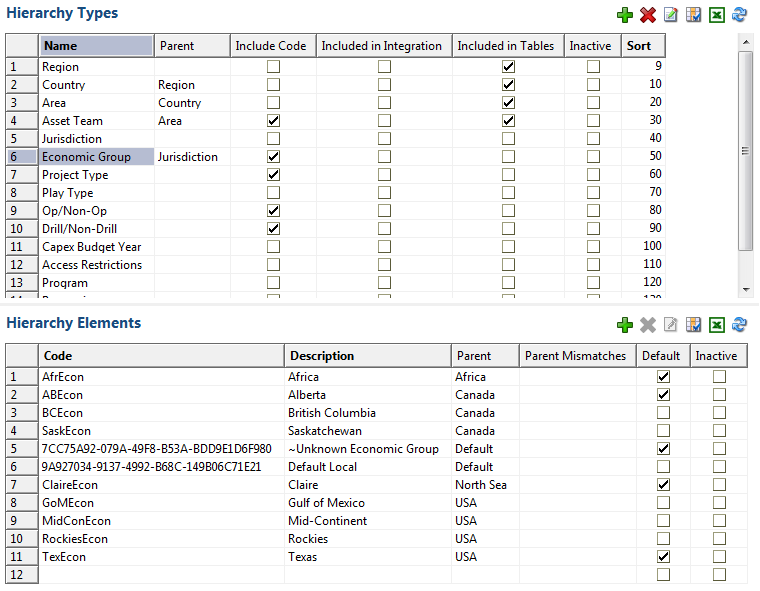 Hierarchy Types
Name Parent Include Code Included in Integration Included in Tables Inactive Sort
1 Region 9
2 Country Region 10
3 Area Country 20
4 Asset Team Area 30
5 Jurisdiction 40
6 Economic Group Jurisdiction 50
7 Project Type 60
8 Play Type 70
9 Op/Non-Op 80
10 Drill/Non-Drill 90
11 Capex Budget Year 100
12 Access Restrictions 110
13 Program 120
Hierarchy Elements
Code Description Parent Parent Mismatches Default Inactive
1 AfrEcon Africa Africa
2 ABEcon Alberta Canada
3 BCEcon British Columbia Canada
4 SaskEcon Saskatchewan Canada
5 7CC75A92-079A-49F8-B53A-BDD9E1D6F980 ~Unknown Economic Group Default
6 9A927034-9137-4992-B68C-149B06C71E21 Default Local Default
7 ClaireEcon Claire North Sea
8 GoMEcon Gulf of Mexico USA
9 MidConEcon Mid-Continent USA
10 RockiesEcon Rockies USA
11 TexEcon Texas USA
12